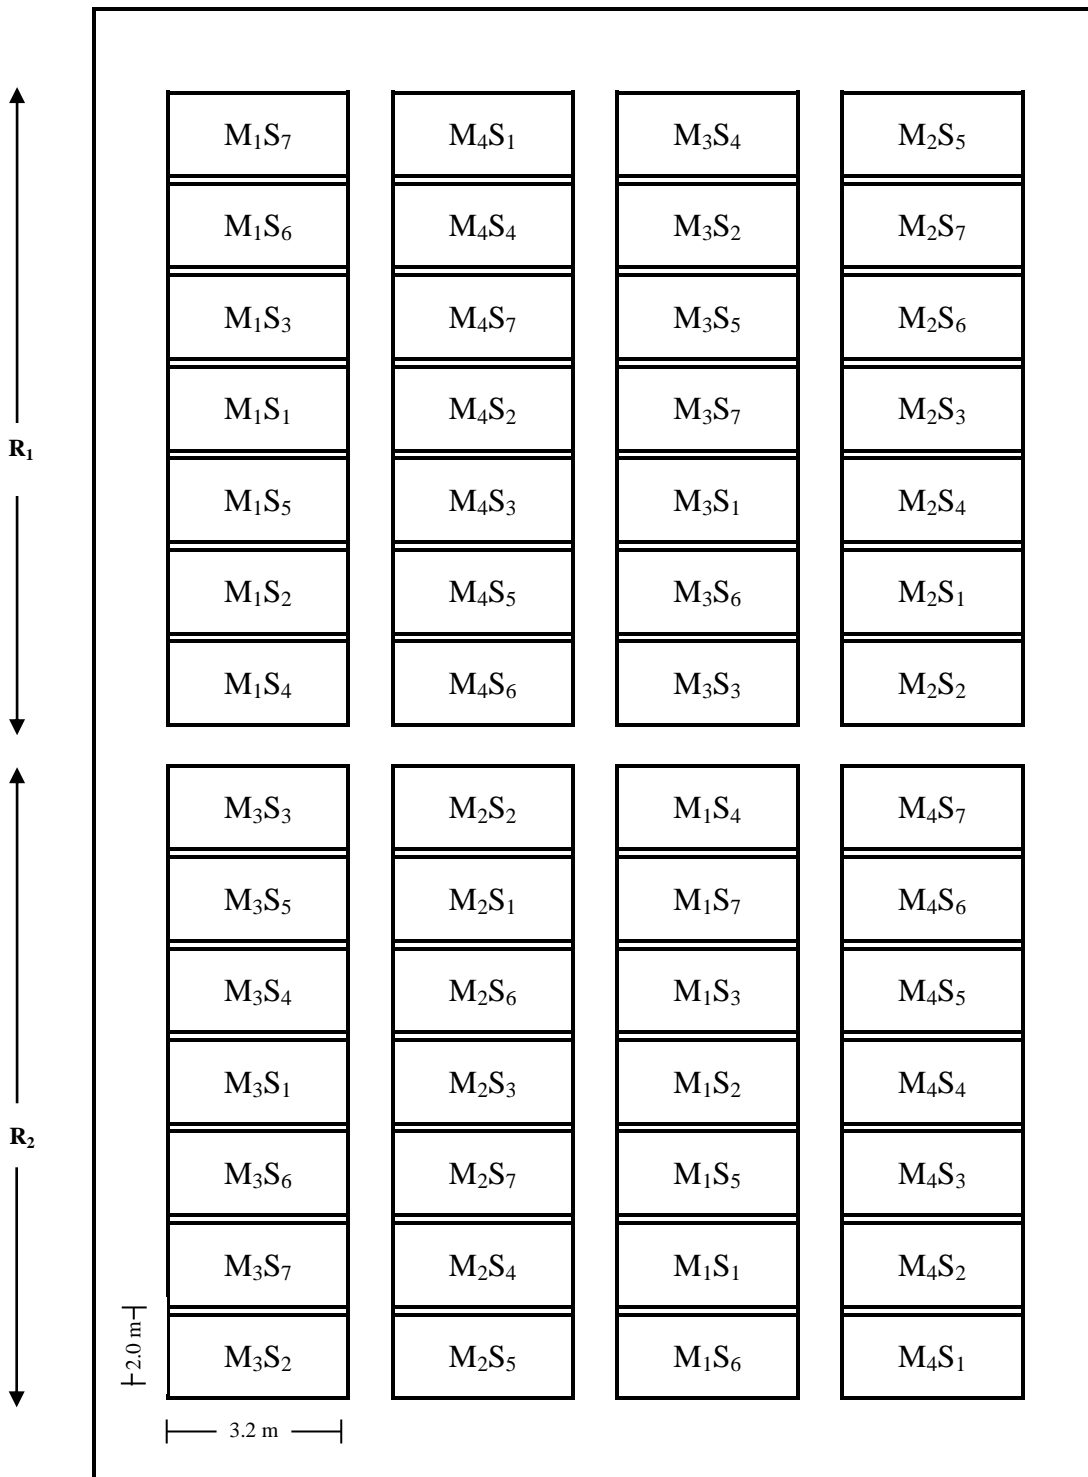 M₁S₇ M₄S₁ M₃S₄ M₂S₅
M₁S₆ M₄S₄ M₃S₂ M₂S₇
M₁S₃ M₄S₇ M₃S₅ M₂S₆
M₁S₁ M₄S₂ M₃S₇ M₂S₃
R₁
M₁S₅ M₄S₃ M₃S₁ M₂S₄
M₁S₂ M₄S₅ M₃S₆ M₂S₁
M₁S₄ M₄S₆ M₃S₃ M₂S₂
M₃S₃ M₂S₂ M₁S₄ M₄S₇
M₃S₅ M₂S₁ M₁S₇ M₄S₆
M₃S₄ M₂S₆ M₁S₃ M₄S₅
M₃S₁ M₂S₃ M₁S₂ M₄S₄
R₂
M₃S₆ M₂S₇ M₁S₅ M₄S₃
M₃S₇ M₂S₄ M₁S₁ M₄S₂
2.0 m
M₃S₂ M₂S₅ M₁S₆ M₄S₁
3.2 m